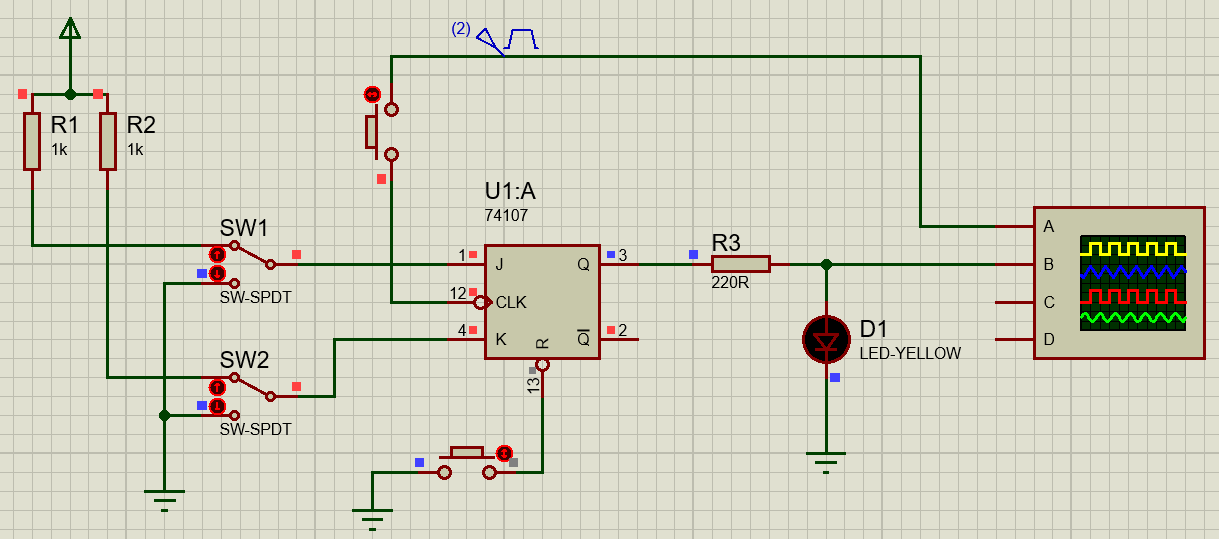 (2)
R1
1k
R2
1k
U1:A
74107
SW1
SW-SPDT
1
J
Q
3
12
CLK
4
K
Q
2
R
13
R3
220R
A
B
C
D
D1
LED-YELLOW
SW2
SW-SPDT